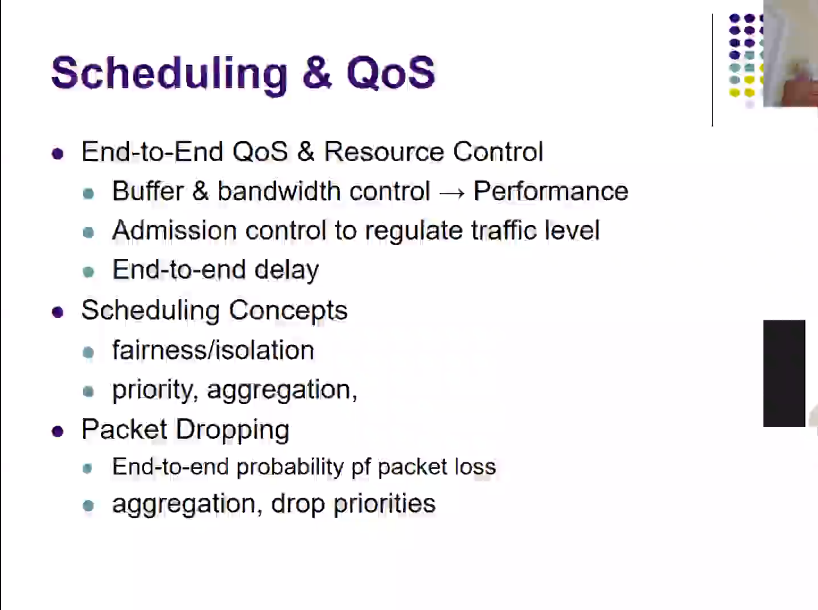 Scheduling & QoS
End-to-End QoS & Resource Control
Buffer & bandwidth control → Performance
Admission control to regulate traffic level
End-to-end delay
Scheduling Concepts
fairness/isolation
priority, aggregation,
Packet Dropping
End-to-end probability pf packet loss
aggregation, drop priorities